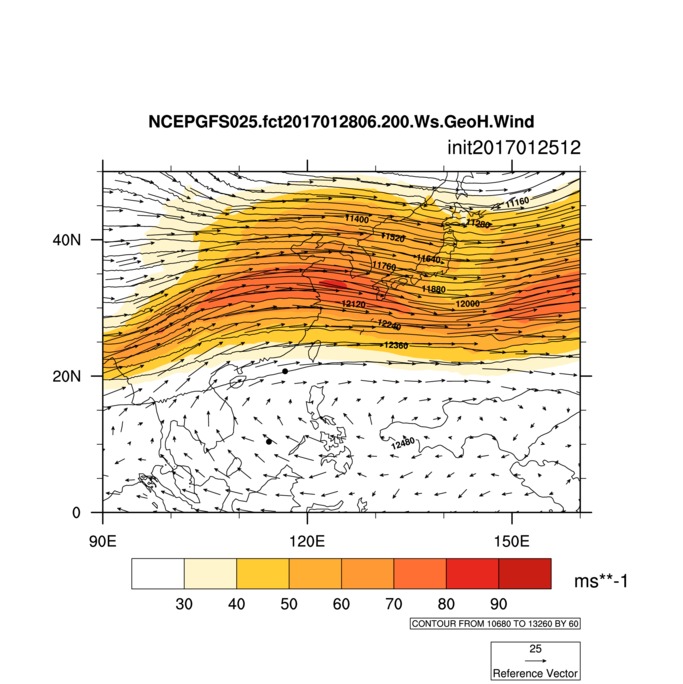 NCEPGFS025.fct2017012806.200.Ws.GeoH.Wind
init2017012512
11160
11400
11280
40N
11520
11640
11760
11880
12120
12000
12240
12360
20N
12480
0
90E 120E 150E
ms**-1
30 40 50 60 70 80 90
CONTOUR FROM 10680 TO 13260 BY 60
25
Reference Vector